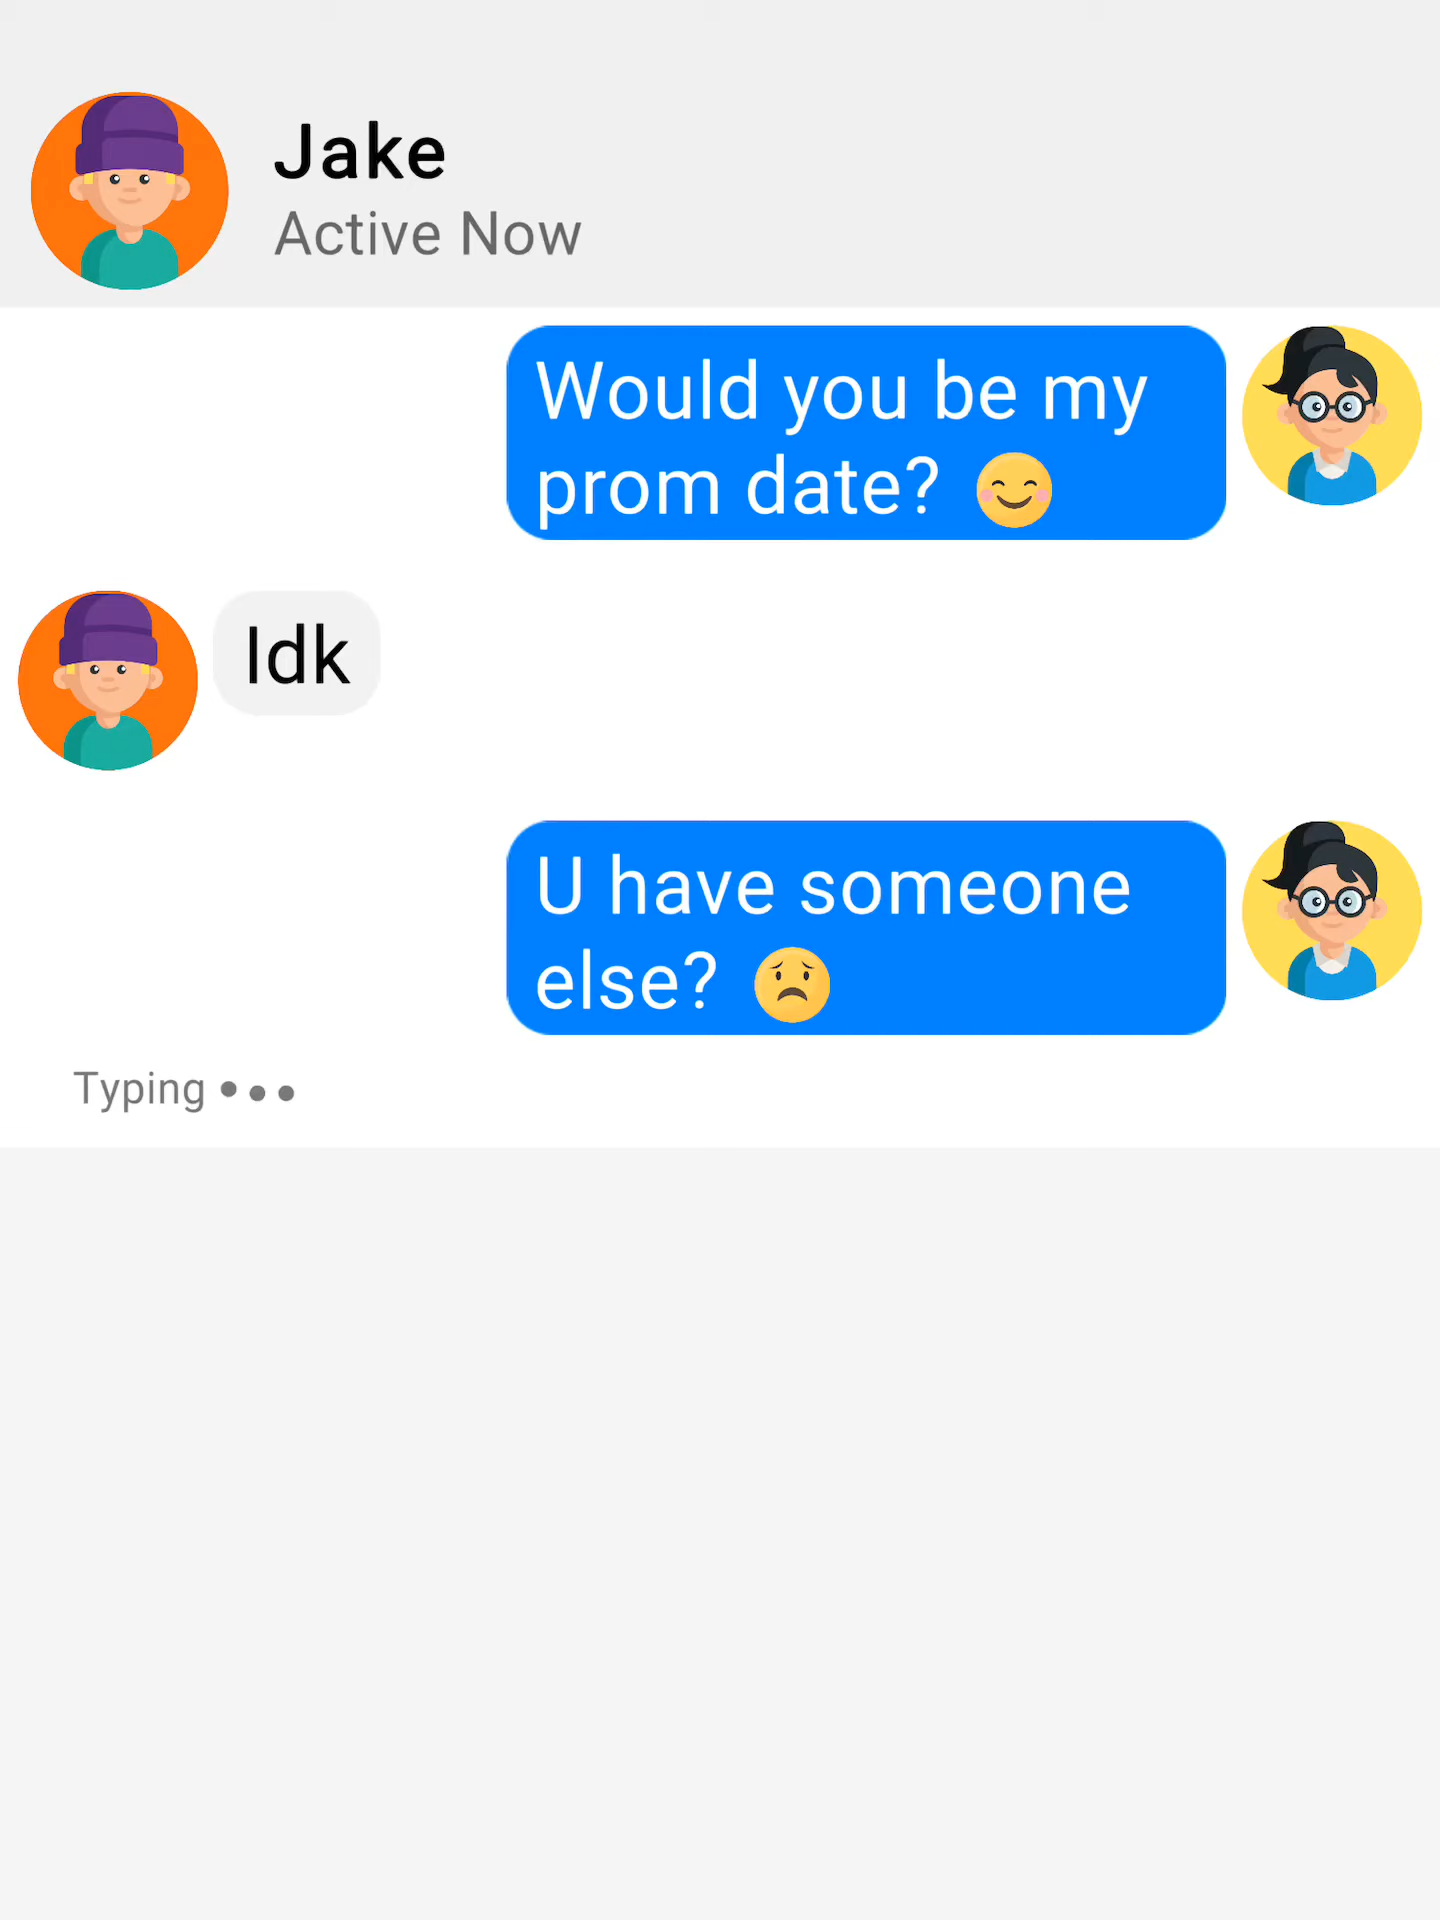 Jake
Active Now
Would you be my
prom date? 😊
Idk
U have someone
else? 😟
Typing •••